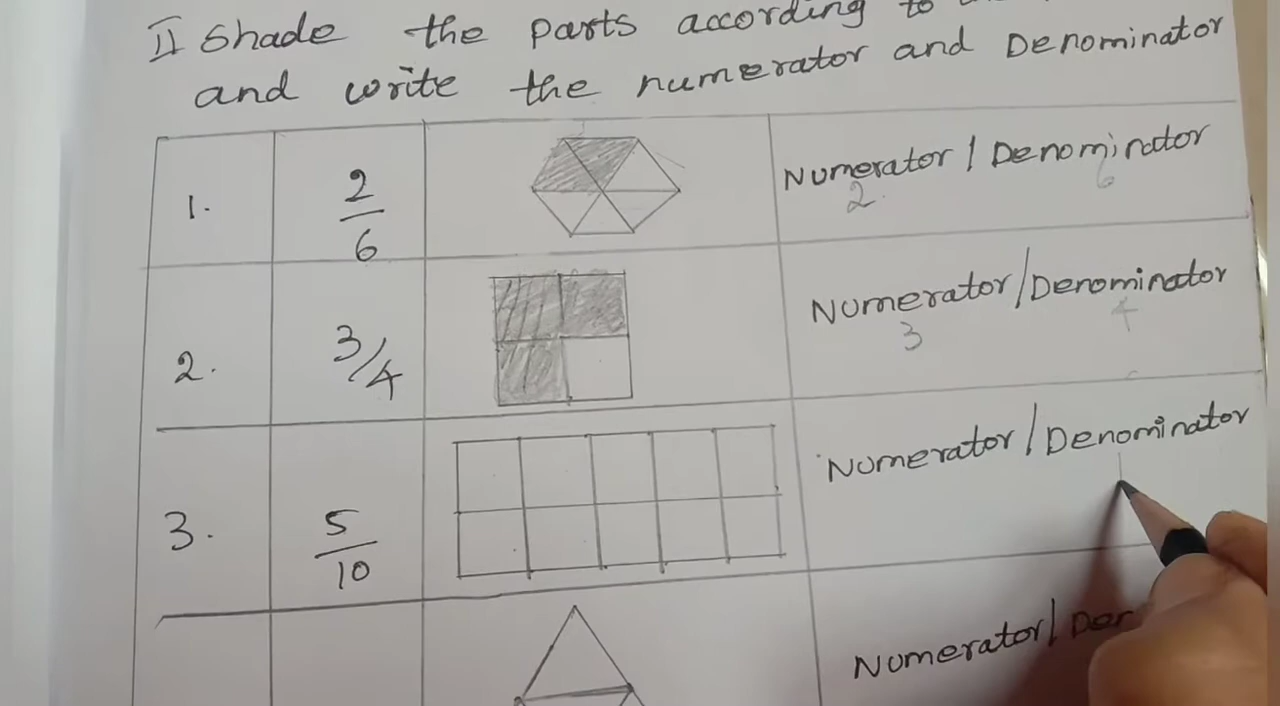 II Shade the parts according to
and write the numerator and Denominator
1. 2/6 Numerator / Denominator
2 6
2. 3/4 Numerator / Denominator
3 4
3. 5/10 Numerator / Denominator
1
Numerator /